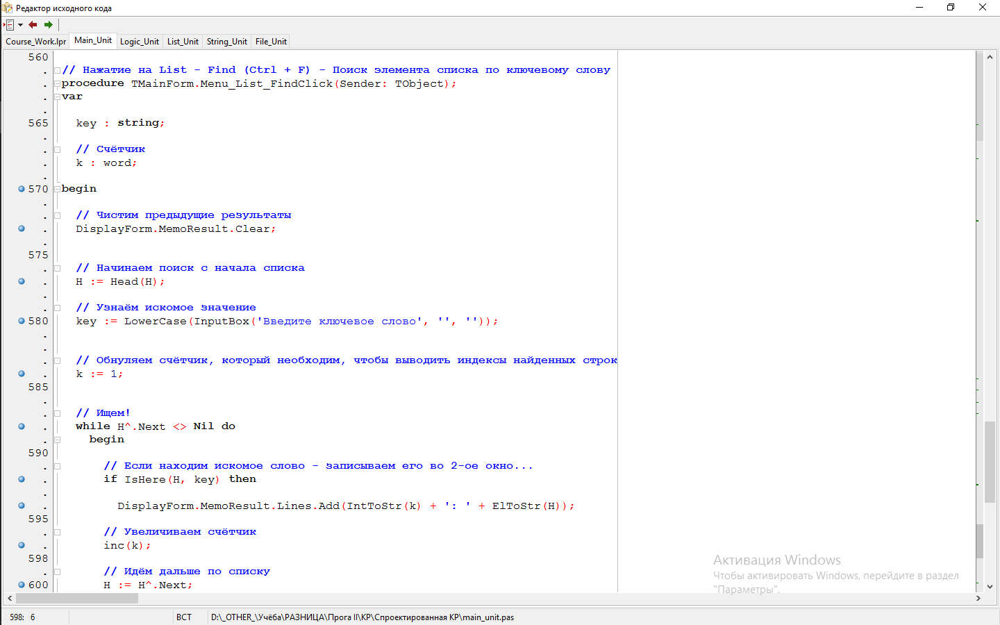 Редактор исходного кода
Course_Work.lpr Main_Unit Logic_Unit List_Unit String_Unit File_Unit
560
// Нажатие на List - Find (Ctrl + F) - Поиск элемента списка по ключевому слову
procedure TMainForm.Menu_List_FindClick(Sender: TObject);
var
565 key : string;
// Счётчик
k : word;
570 begin
// Чистим предыдущие результаты
DisplayForm.MemoResult.Clear;
575
// Начинаем поиск с начала списка
H := Head(H);
// Узнаём искомое значение
580 key := LowerCase(InputBox('Введите ключевое слово', '', ''));
// Обнуляем счётчик, который необходим, чтобы выводить индексы найденных строк
k := 1;
585
// Ищем!
while H^.Next <> Nil do
begin
590
// Если находим искомое слово - записываем его во 2-ое окно...
if IsHere(H, key) then
DisplayForm.MemoResult.Lines.Add(IntToStr(k) + ': ' + ElToStr(H));
595
// Увеличиваем счётчик
inc(k);
598
// Идём дальше по списку
600 H := H^.Next;
Активация Windows
Чтобы активировать Windows, перейдите в раздел
"Параметры".
598: 6 ВСТ D:\_OTHER_\Учёба\РАЗНИЦА\Прога II\КР\Спроектированная КР\main_unit.pas